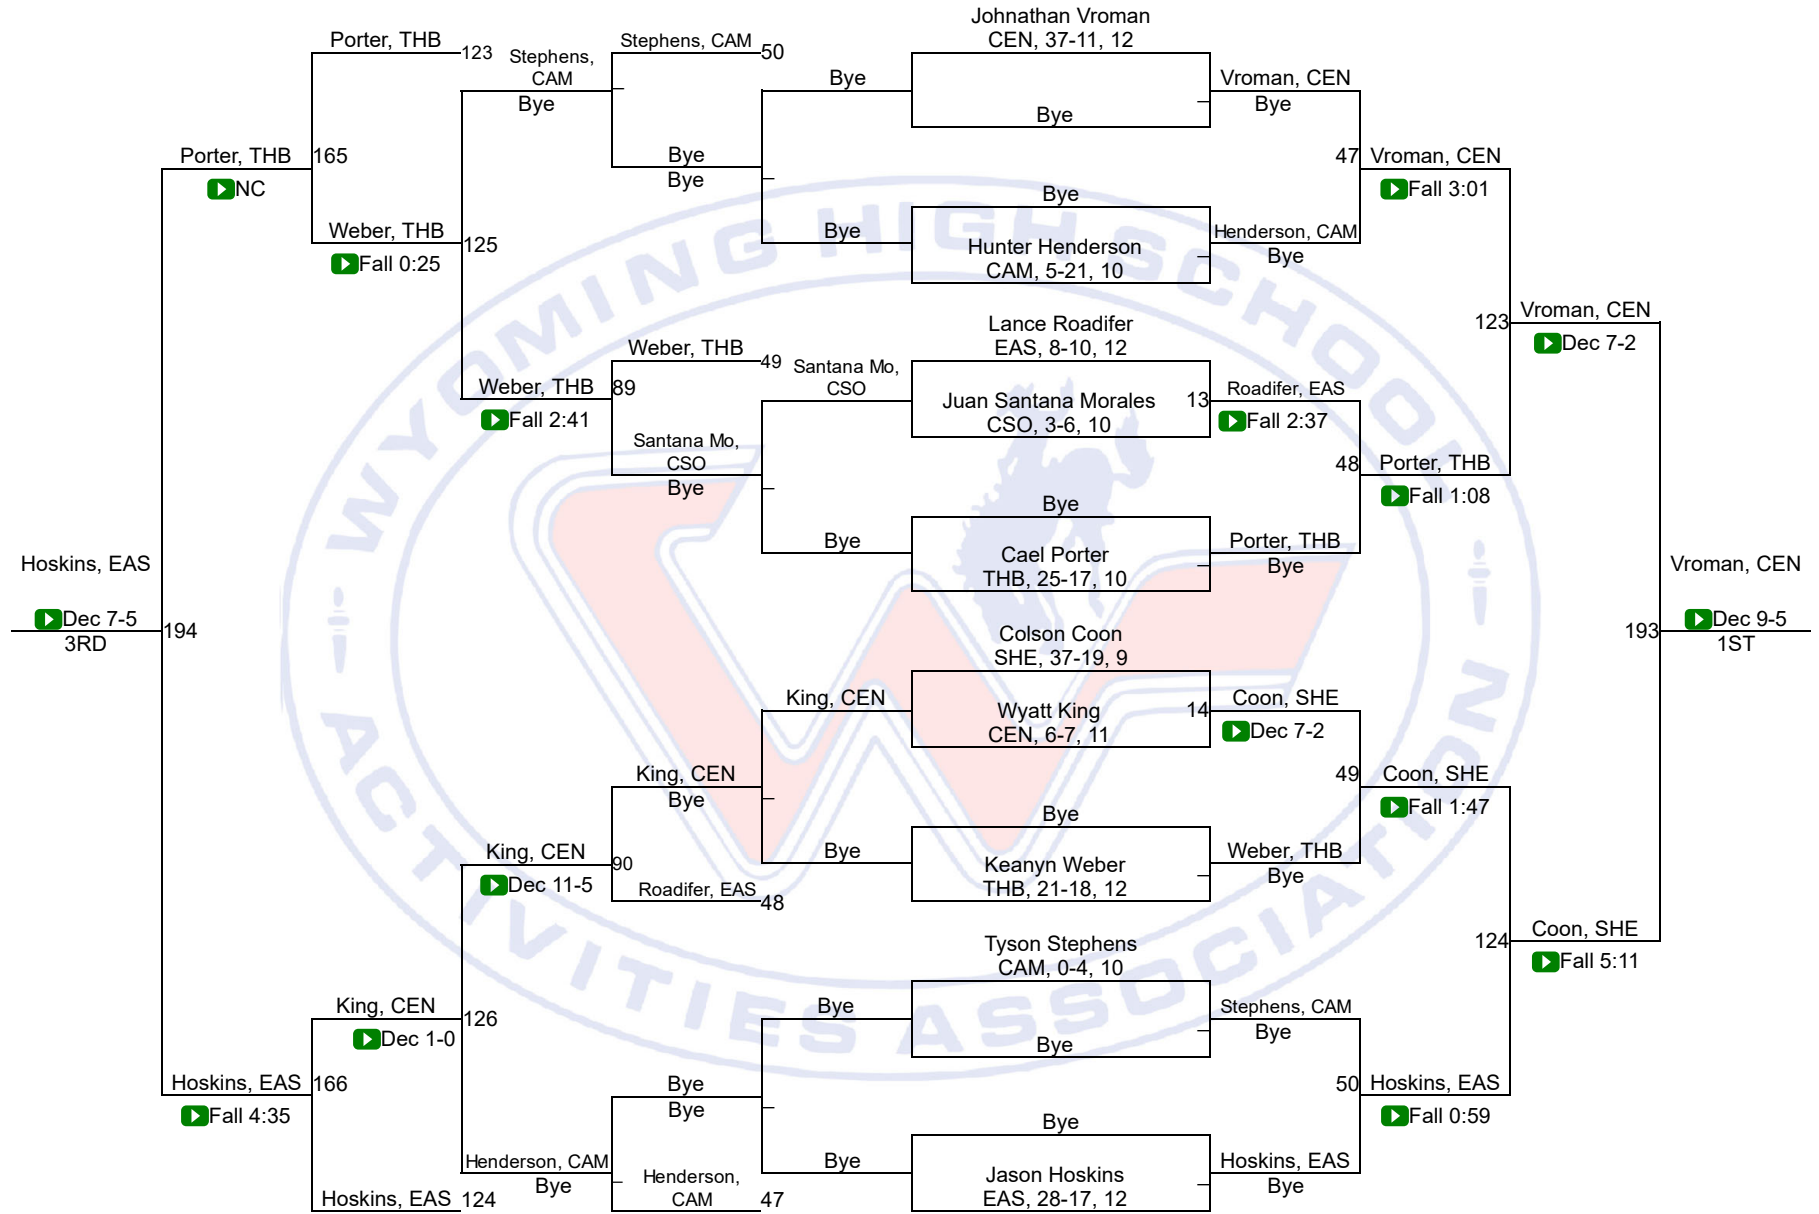 Johnathan Vroman
CEN, 37-11, 12
Porter, THB
123
Stephens,
CAM
Bye
Stephens, CAM
50
Bye
Vroman, CEN
Bye
Bye
Porter, THB
165
NC
Bye
Bye
47
Vroman, CEN
Fall 3:01
Bye
Weber, THB
125
Fall 0:25
Bye
Hunter Henderson
CAM, 5-21, 10
Henderson, CAM
Bye
Lance Roadifer
EAS, 8-10, 12
123
Vroman, CEN
Dec 7-2
Weber, THB
49
Santana Mo,
CSO
Weber, THB
89
Fall 2:41
Juan Santana Morales
CSO, 3-6, 10
13
Roadifer, EAS
Fall 2:37
Santana Mo,
CSO
Bye
48
Porter, THB
Fall 1:08
Bye
Bye
Cael Porter
THB, 25-17, 10
Porter, THB
Bye
Hoskins, EAS
Dec 7-5
3RD
194
Vroman, CEN
193
Dec 9-5
1ST
Colson Coon
SHE, 37-19, 9
King, CEN
Wyatt King
CEN, 6-7, 11
14
Coon, SHE
Dec 7-2
King, CEN
Bye
49
Coon, SHE
Fall 1:47
Bye
King, CEN
90
Dec 11-5
Bye
Keanyn Weber
THB, 21-18, 12
Weber, THB
Bye
Roadifer, EAS
48
Tyson Stephens
CAM, 0-4, 10
124
Coon, SHE
Fall 5:11
King, CEN
126
Dec 1-0
Bye
Bye
Stephens, CAM
Bye
Hoskins, EAS
166
Fall 4:35
Bye
Bye
50
Hoskins, EAS
Fall 0:59
Bye
Henderson, CAM
Bye
Henderson,
CAM
47
Bye
Jason Hoskins
EAS, 28-17, 12
Hoskins, EAS
Bye
Hoskins, EAS
124
WYOMING HIGH SCHOOL
ACTIVITIES ASSOCIATION